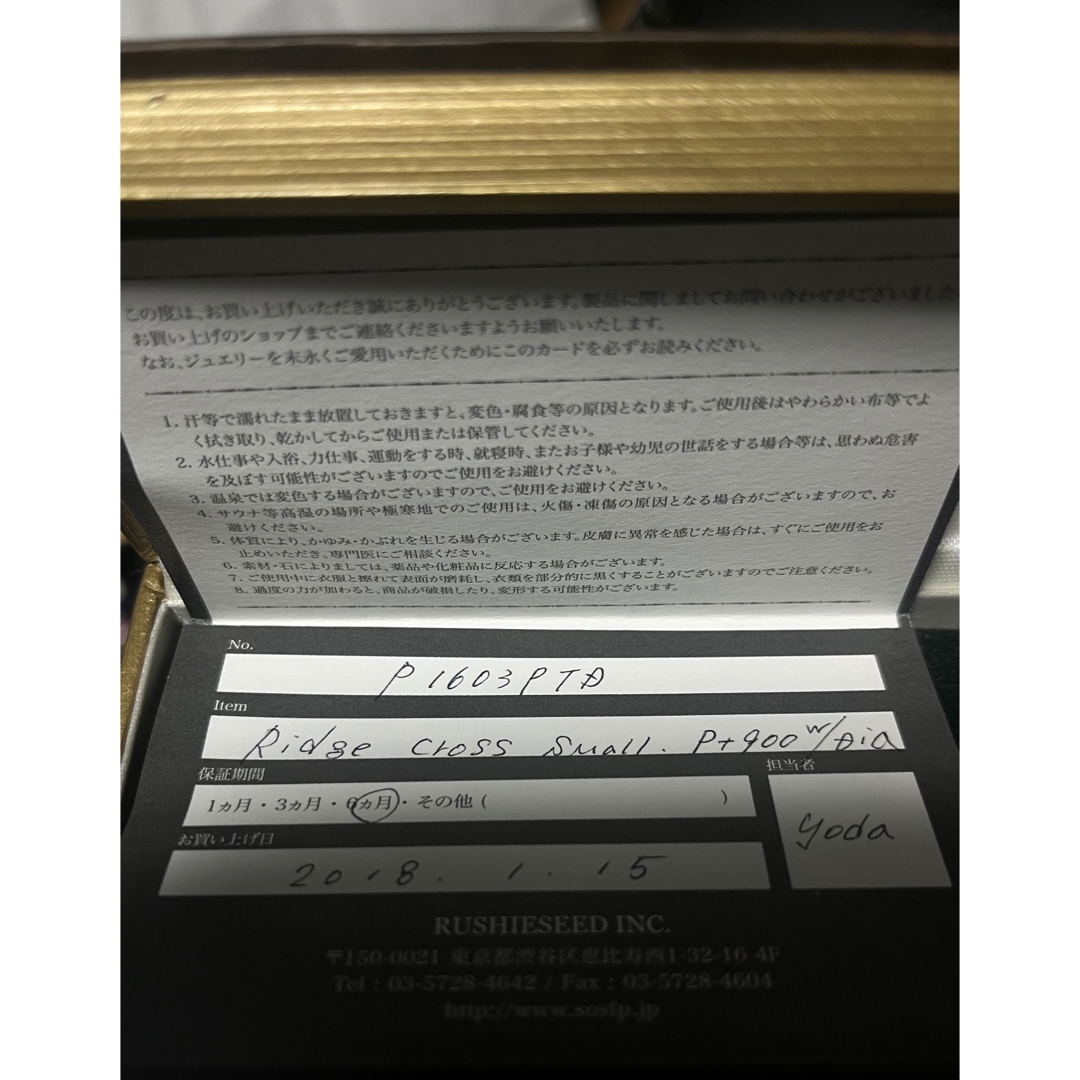 この度は、お買い上げいただき誠にありがとうございます。製品に関しましてお問い合わせがございました
お買い上げのショップまでご連絡くださいますようお願いいたします。
なお、ジュエリーを末永くご愛用いただくためにこのカードを必ずお読みください。
1. 汗等で濡れたまま放置しておきますと、変色・腐食等の原因となります。ご使用後はやわらかい布等でよ
く拭き取り、乾かしてからご使用または保管してください。
2. 水仕事や入浴、力仕事、運動をする時、就寝時、またお子様や幼児の世話をする場合等は、思わぬ危害
を及ぼす可能性がございますのでご使用をお避けください。
3. 温泉では変色する場合がございますので、ご使用をお避けください。
4. サウナ等高湿の場所や極寒地でのご使用は、火傷・凍傷の原因となる場合がございますので、お
避けください。
5. 体質により、かゆみ・かぶれを生じる場合がございます。皮膚に異常を感じた場合は、すぐにご使用をお
止めいただき、専門医にご相談ください。
6. 素材・石によりましては、薬品や化粧品に反応する場合がございます。
7. ご使用中に衣服と擦れて表面が磨耗し、衣類を部分的に黒くすることがございますのでご注意ください。
8. 過度の力が加わると、商品が破損したり、変形する可能性がございます。
No.
P1603PTD
Item
Ridge cross small. Pt900 w/Dia
保証期間
1ヵ月・3ヵ月・6ヵ月・その他 ( )
担当者
yoda
お買い上げ日
2018. 1. 15
RUSHIESEED INC.
〒150-0021 東京都渋谷区恵比寿西1-32-16 4F
Tel : 03-5728-4642 / Fax : 03-5728-4604
http://www.sosfp.jp